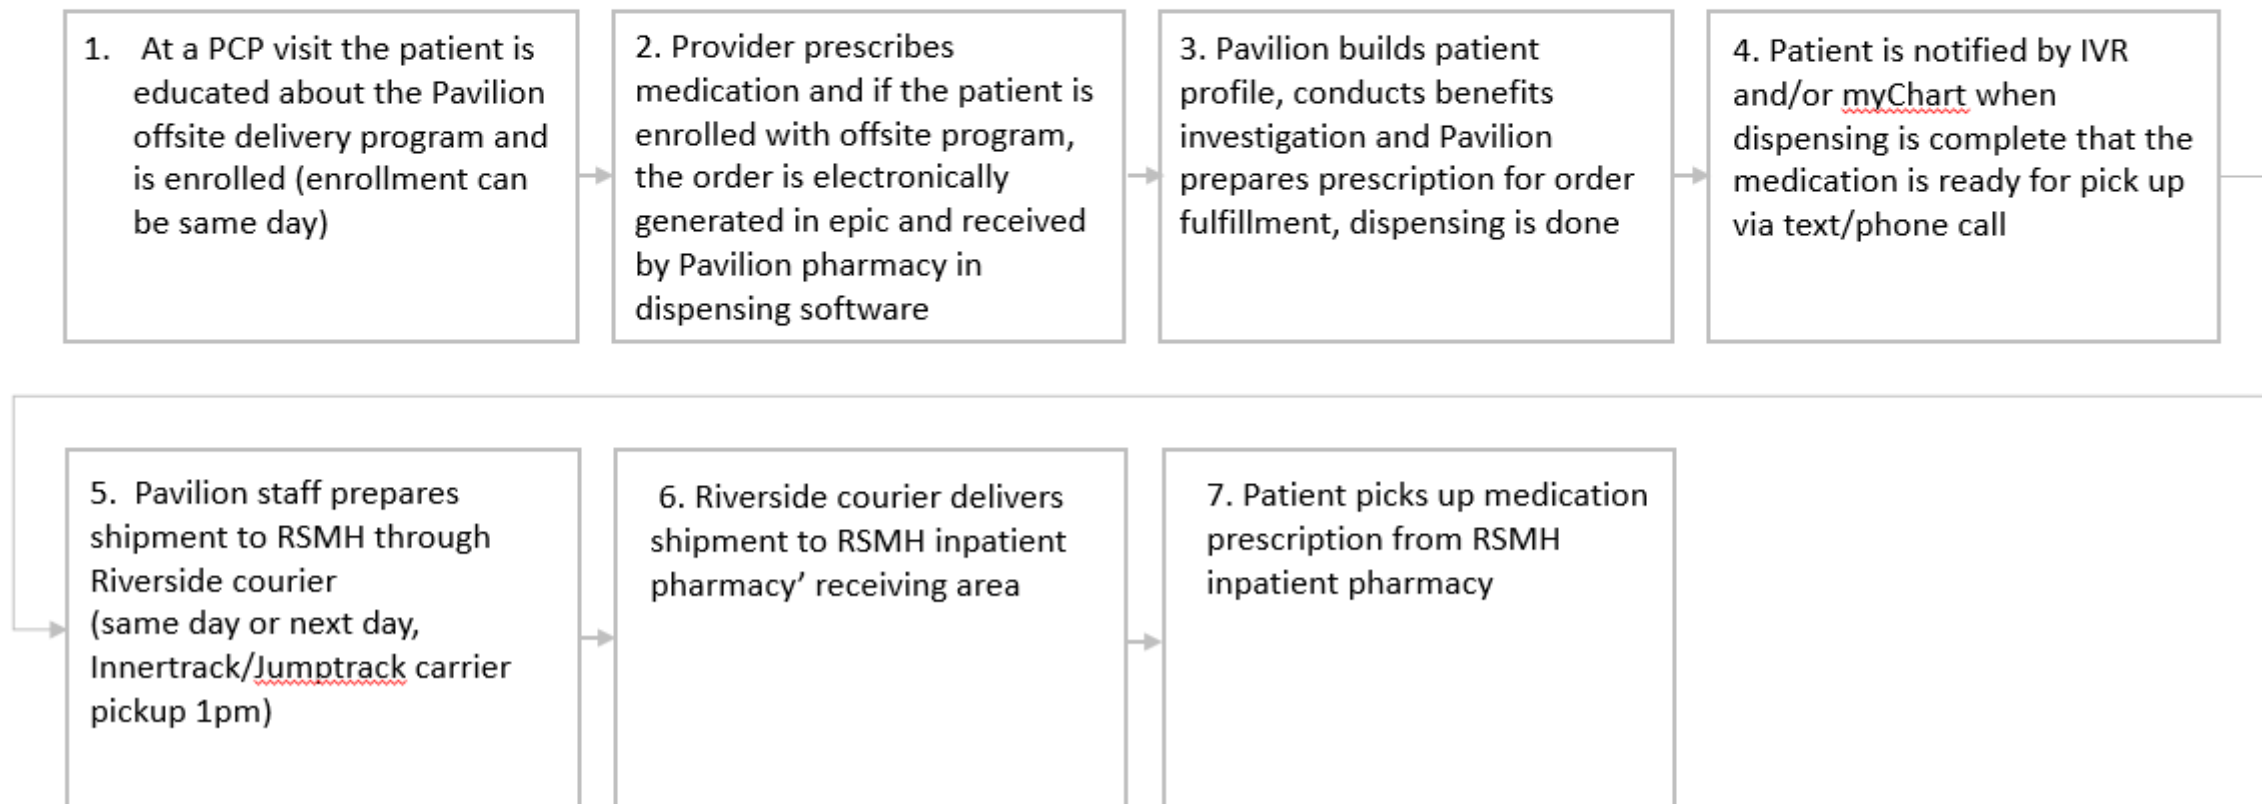 1. At a PCP visit the patient is
educated about the Pavilion
offsite delivery program and
is enrolled (enrollment can
be same day)
2. Provider prescribes
medication and if the patient is
enrolled with offsite program,
the order is electronically
generated in epic and received
by Pavilion pharmacy in
dispensing software
3. Pavilion builds patient
profile, conducts benefits
investigation and Pavilion
prepares prescription for order
fulfillment, dispensing is done
4. Patient is notified by IVR
and/or myChart when
dispensing is complete that the
medication is ready for pick up
via text/phone call
5. Pavilion staff prepares
shipment to RSMH through
Riverside courier
(same day or next day,
Innertrack/Jumptrack carrier
pickup 1pm)
6. Riverside courier delivers
shipment to RSMH inpatient
pharmacy’ receiving area
7. Patient picks up medication
prescription from RSMH
inpatient pharmacy